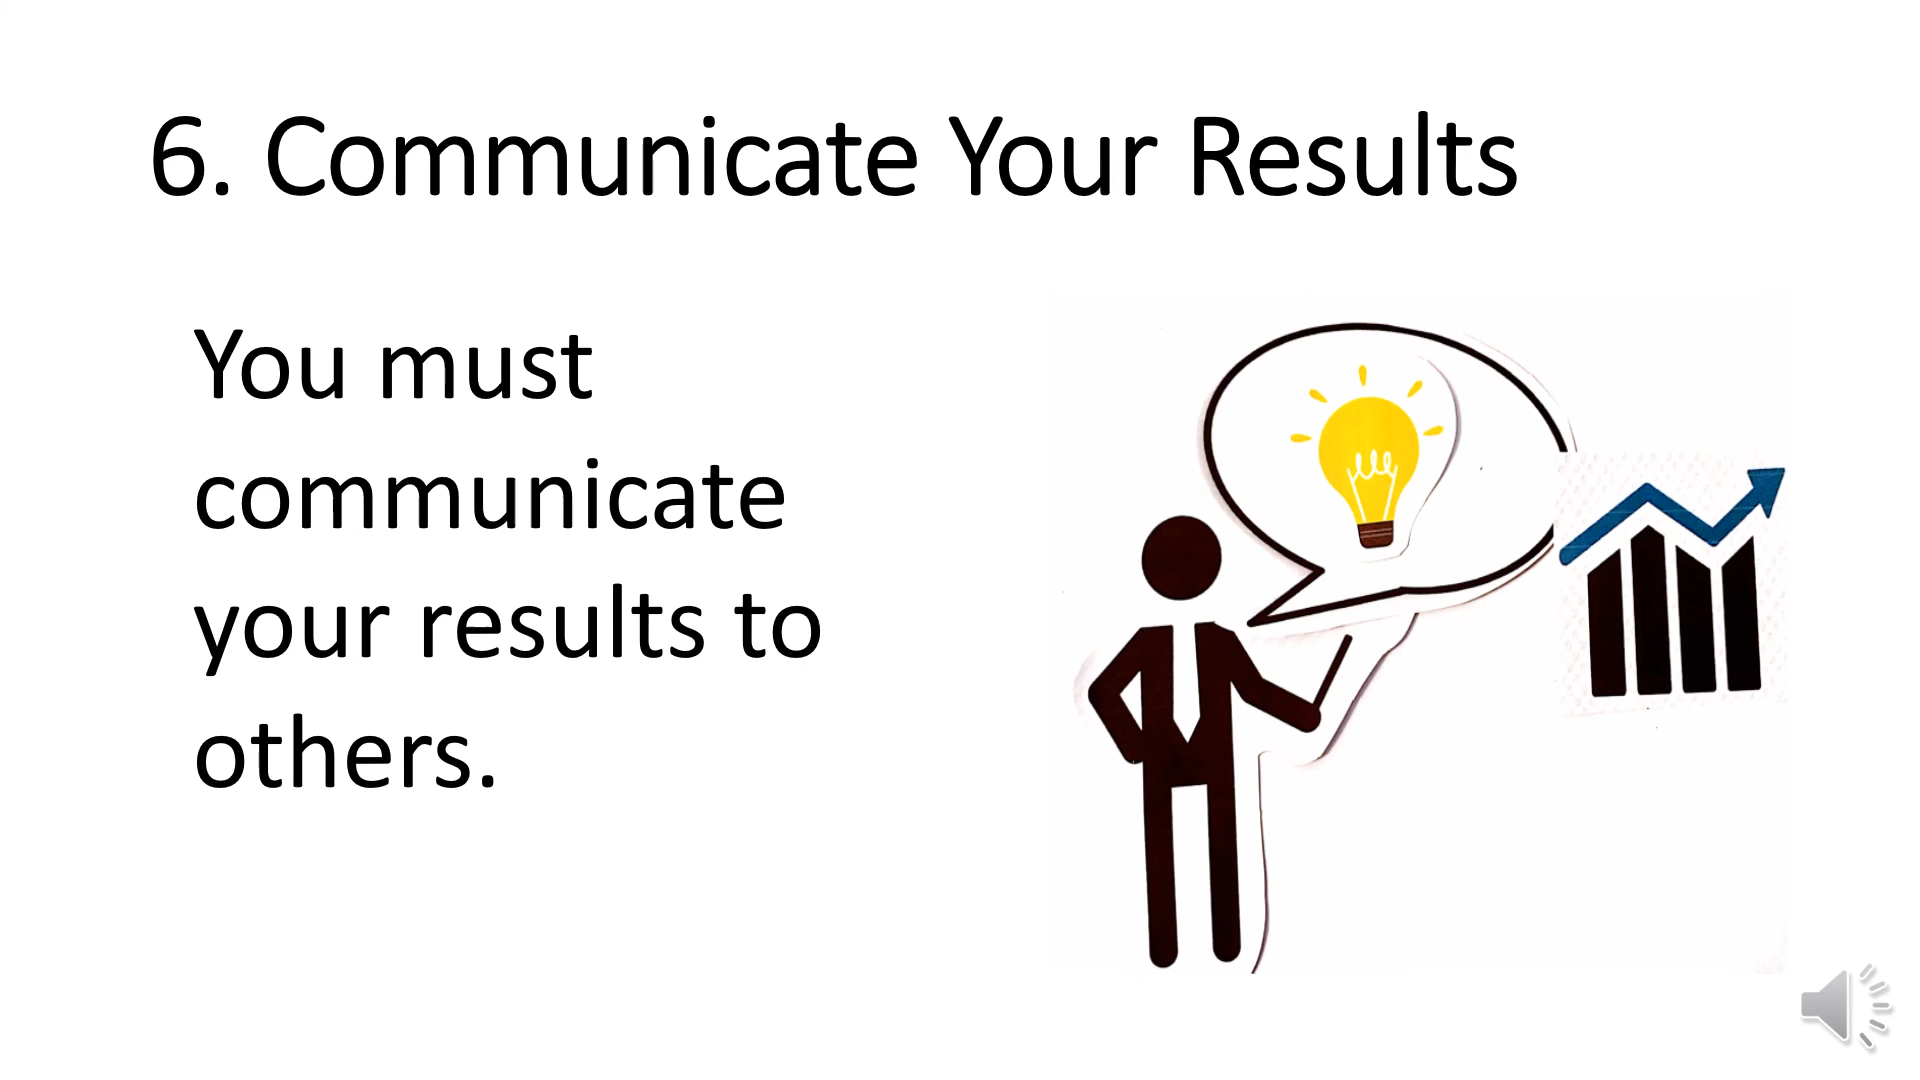 6. Communicate Your Results
You must
communicate
your results to
others.